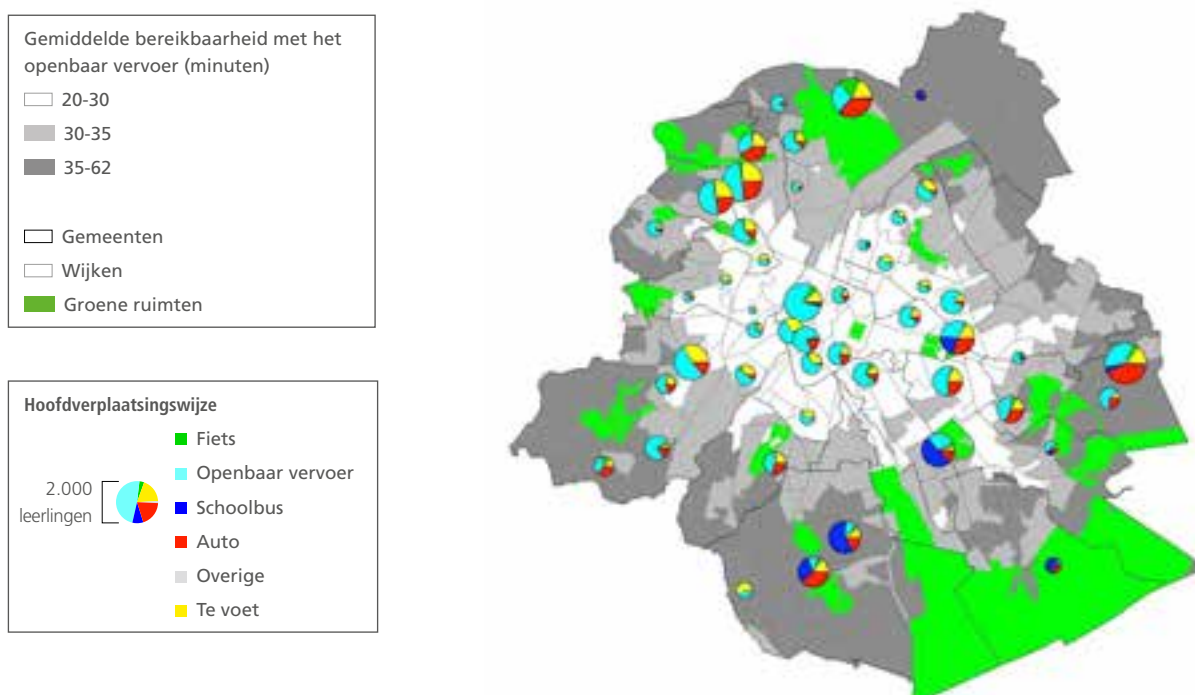 Gemiddelde bereikbaarheid met het
openbaar vervoer (minuten)
20-30
30-35
35-62
Gemeenten
Wijken
Groene ruimten
Hoofdverplaatsingswijze
2.000
leerlingen
Fiets
Openbaar vervoer
Schoolbus
Auto
Overige
Te voet